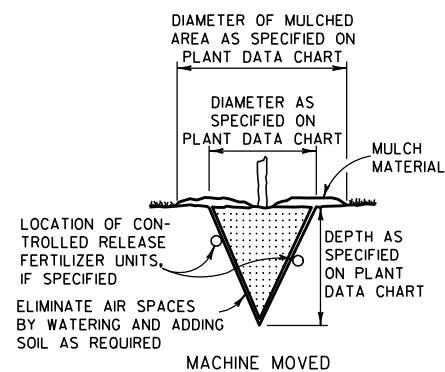 DIAMETER OF MULCHED
AREA AS SPECIFIED ON
PLANT DATA CHART
DIAMETER AS
SPECIFIED ON
PLANT DATA CHART
MULCH
MATERIAL
LOCATION OF CON-
TROLLED RELEASE
FERTILIZER UNITS,
IF SPECIFIED
DEPTH AS
SPECIFIED
ON PLANT
DATA CHART
ELIMINATE AIR SPACES
BY WATERING AND ADDING
SOIL AS REQUIRED
MACHINE MOVED